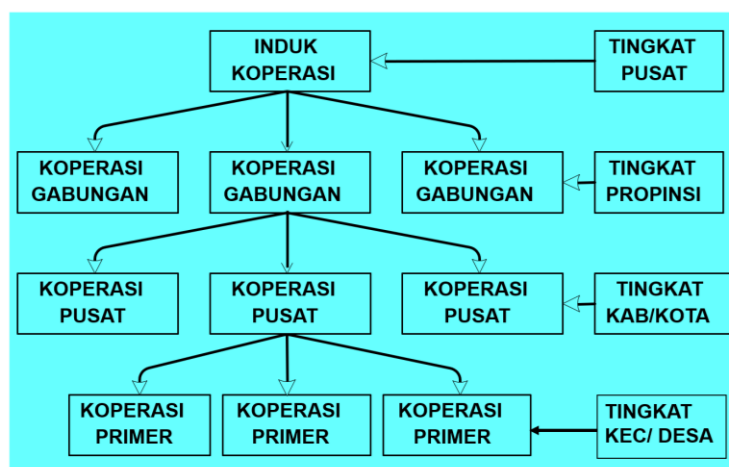 INDUK
KOPERASI
TINGKAT
PUSAT
KOPERASI
GABUNGAN
KOPERASI
GABUNGAN
KOPERASI
GABUNGAN
TINGKAT
PROPINSI
KOPERASI
PUSAT
KOPERASI
PUSAT
KOPERASI
PUSAT
TINGKAT
KAB/KOTA
KOPERASI
PRIMER
KOPERASI
PRIMER
KOPERASI
PRIMER
TINGKAT
KEC/ DESA